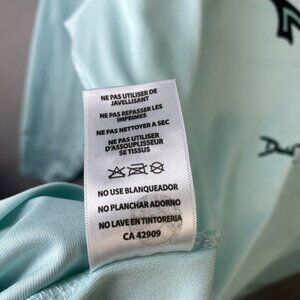 NE PAS UTILISER DE
JAVELLISANT
NE PAS REPASSER LES
IMPRIMÉS
NE PAS NETTOYER A SEC
NE PAS UTILISER
D'ASSOUPLISSEUR
SE TISSUS
NO USE BLANQUEADOR
NO PLANCHAR ADORNO
NO LAVE EN TINTORERIA
CA 42909